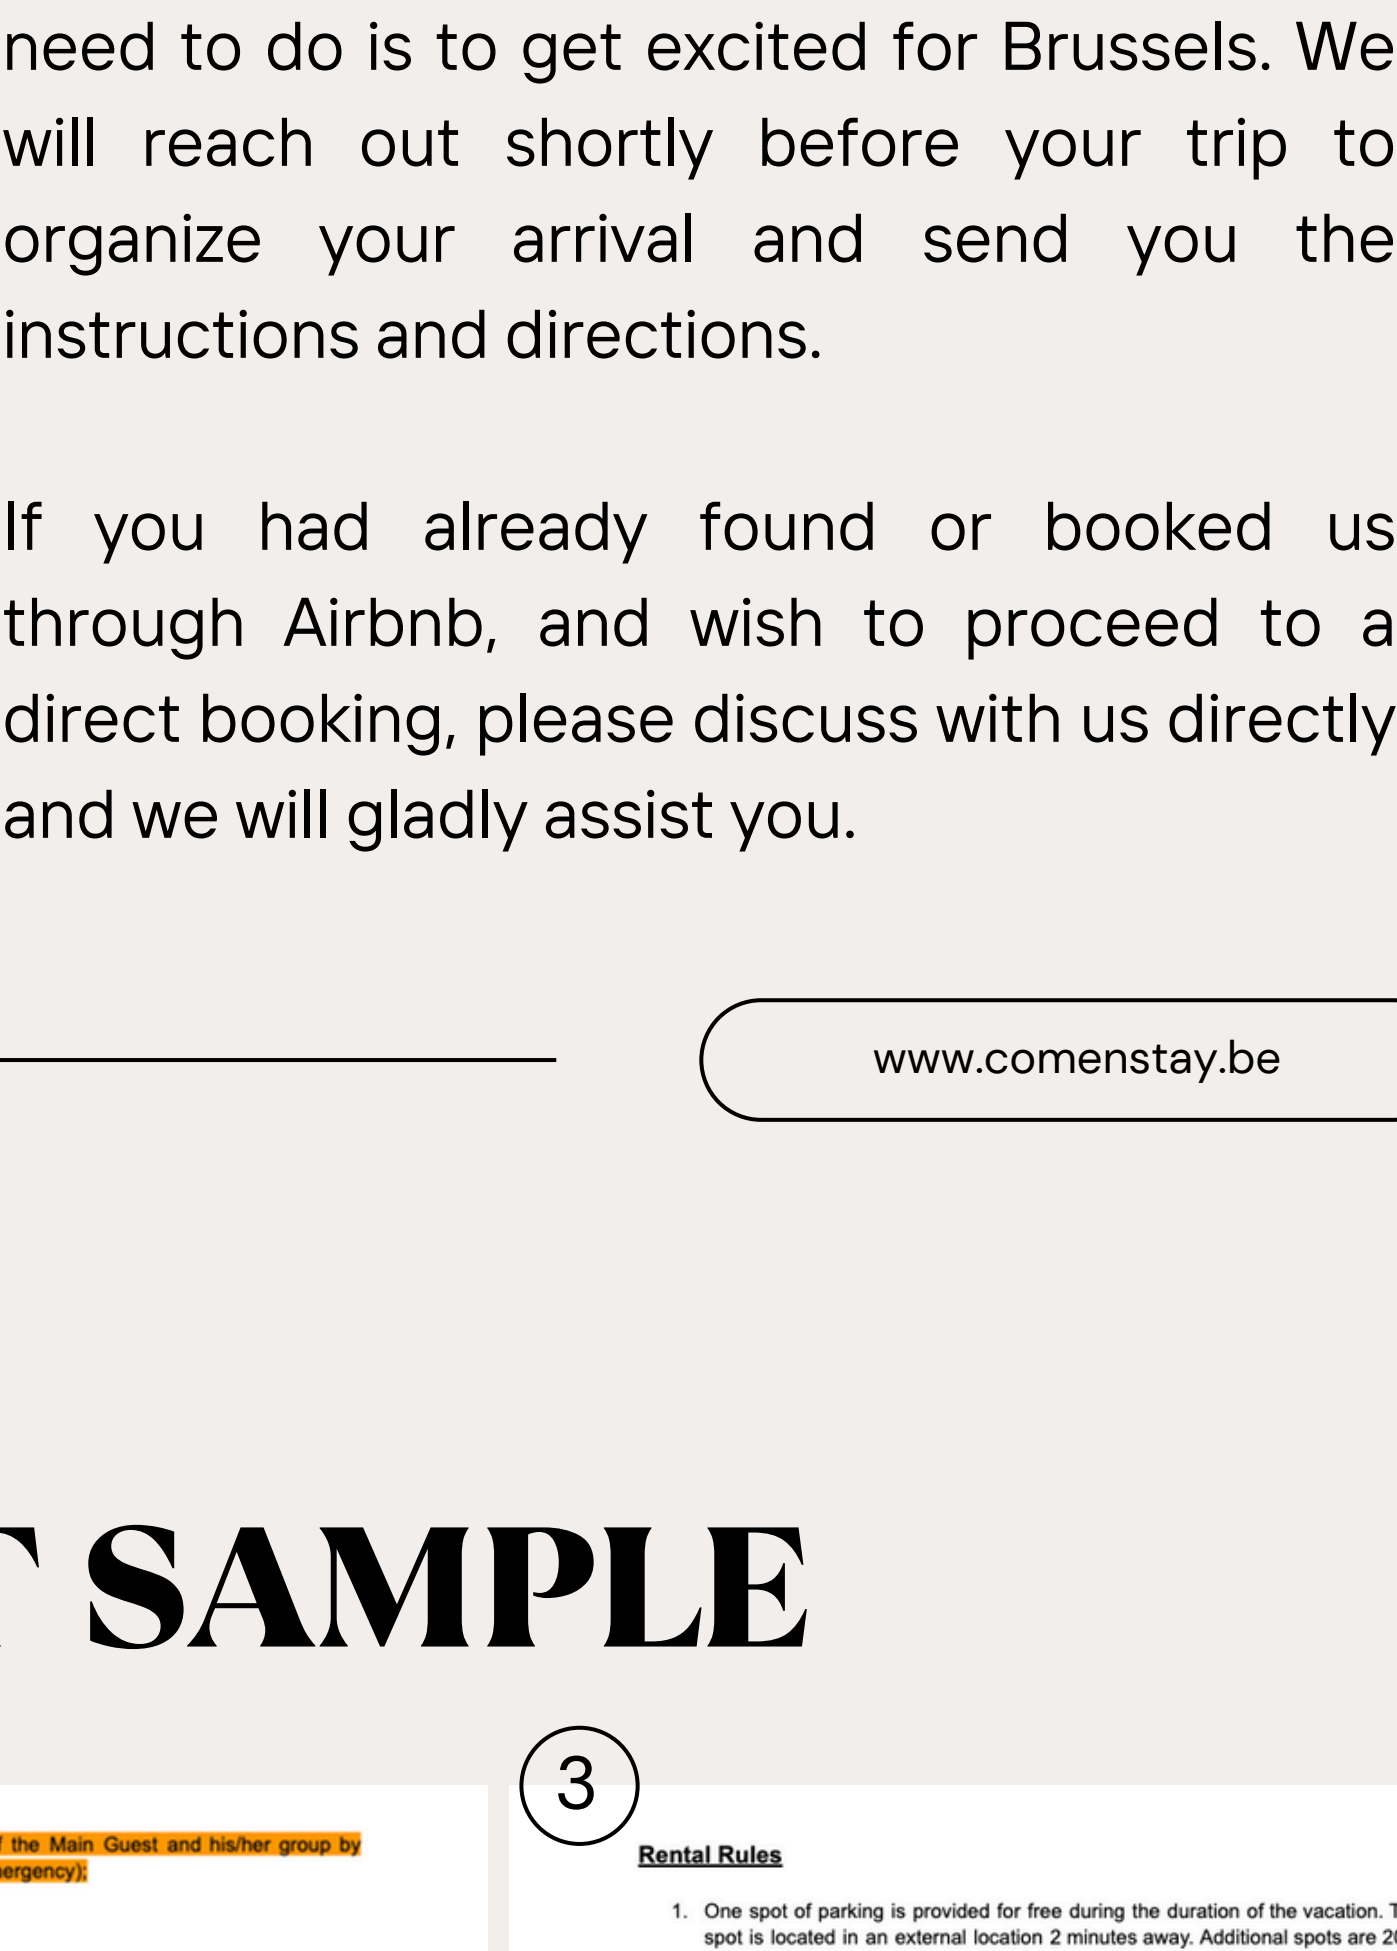 need to do is to get excited for Brussels. We
will reach out shortly before your trip to
organize your arrival and send you the
instructions and directions.
If you had already found or booked us
through Airbnb, and wish to proceed to a
direct booking, please discuss with us directly
and we will gladly assist you.
www.comenstay.be
SAMPLE
3
the Main Guest and his/her group by
Rental Rules
1. One spot of parking is provided for free during the duration of the vacation.
spot is located in an external location 2 minutes away. Additional spots are